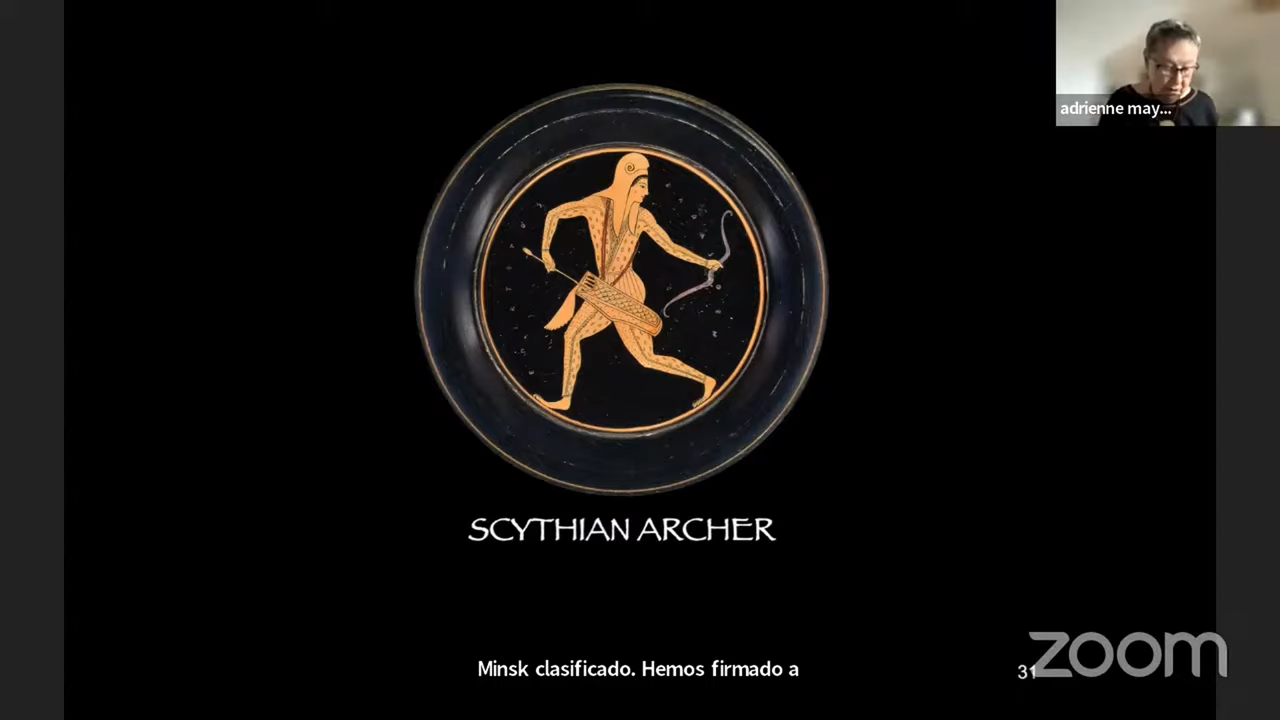 adrienne may...
SCYTHIAN ARCHER
Minsk clasificado. Hemos firmado a
31
zoom